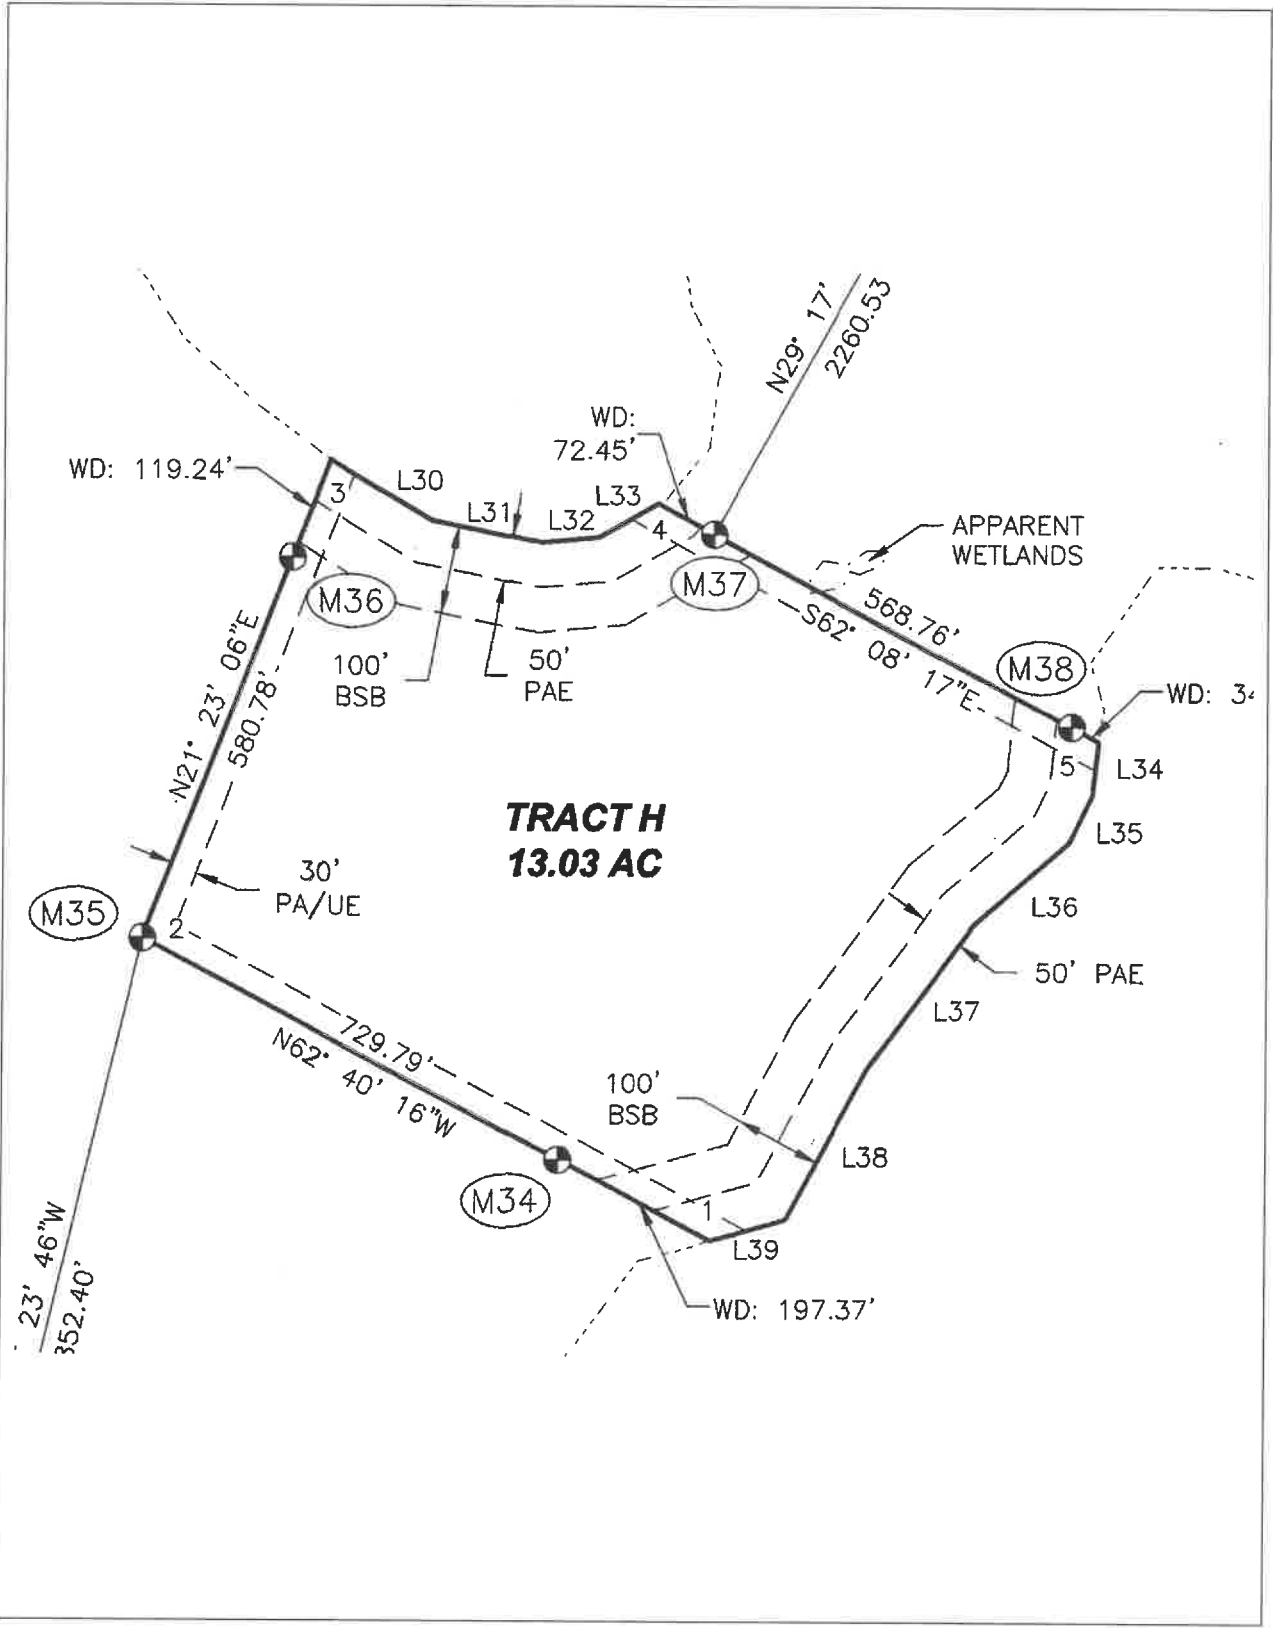 N29° 17'
2260.53
WD:
72.45'
WD: 119.24'
3
L30
L31
L32
L33
4
APPARENT
WETLANDS
M36
M37
568.76'
S62° 08' 17"E
M38
WD: 34
100'
BSB
50'
PAE
N21° 23' 06"E
580.78'
5
L34
L35
TRACT H
13.03 AC
30'
PA/UE
M35
2
L36
50' PAE
L37
729.79'
N62° 40' 16"W
100'
BSB
L38
M34
1
L39
WD: 197.37'
23' 46"W
352.40'